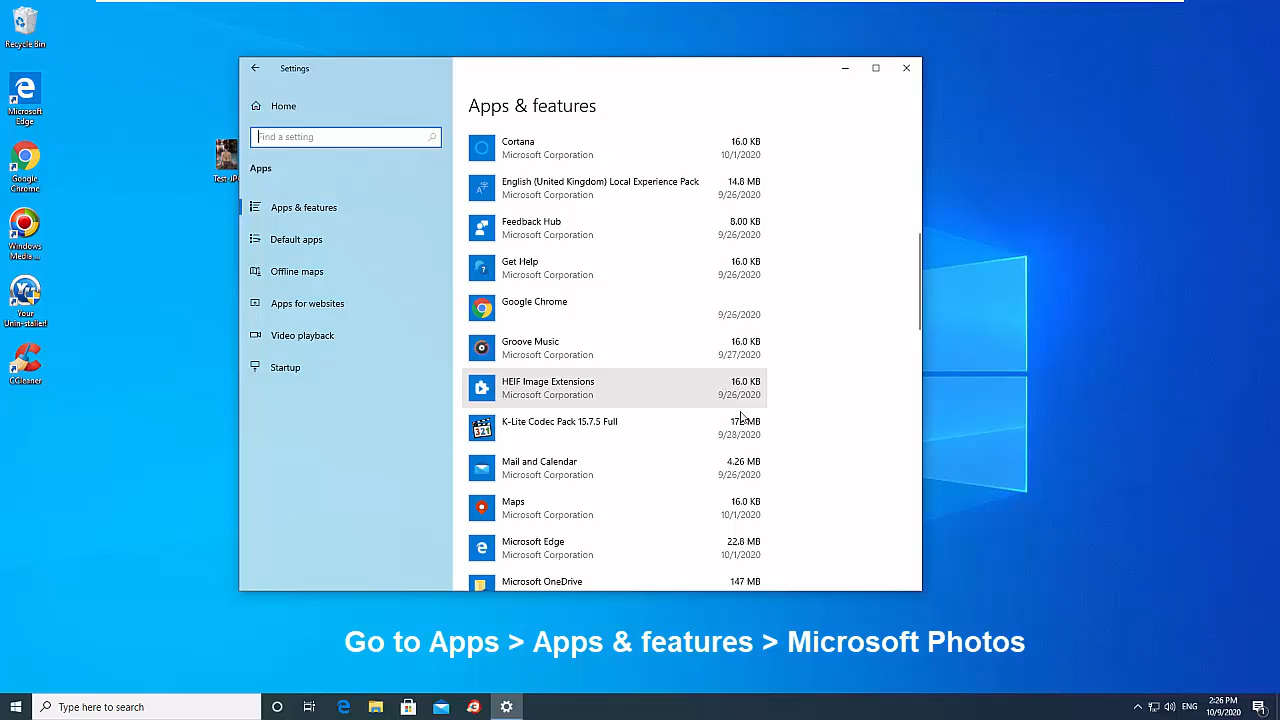 Recycle Bin
Microsoft
Edge
Google
Chrome
Windows
Media ...
Your
Unin-staller!
CCleaner
Settings
Home
Find a setting
Apps
Apps & features
Default apps
Offline maps
Apps for websites
Video playback
Startup
Apps & features
Cortana 16.0 KB
Microsoft Corporation 10/1/2020
English (United Kingdom) Local Experience Pack 14.8 MB
Microsoft Corporation 9/26/2020
Feedback Hub 8.00 KB
Microsoft Corporation 9/26/2020
Get Help 16.0 KB
Microsoft Corporation 9/26/2020
Google Chrome
9/26/2020
Groove Music 16.0 KB
Microsoft Corporation 9/27/2020
HEIF Image Extensions 16.0 KB
Microsoft Corporation 9/26/2020
K-Lite Codec Pack 15.7.5 Full MB
321
9/28/2020
Mail and Calendar 4.26 MB
Microsoft Corporation 9/26/2020
Maps 16.0 KB
Microsoft Corporation 10/1/2020
Microsoft Edge 22.8 MB
Microsoft Corporation 10/1/2020
Microsoft OneDrive 147 MB
Go to Apps > Apps & features > Microsoft Photos
Type here to search
ENG
2:26 PM
10/9/2020